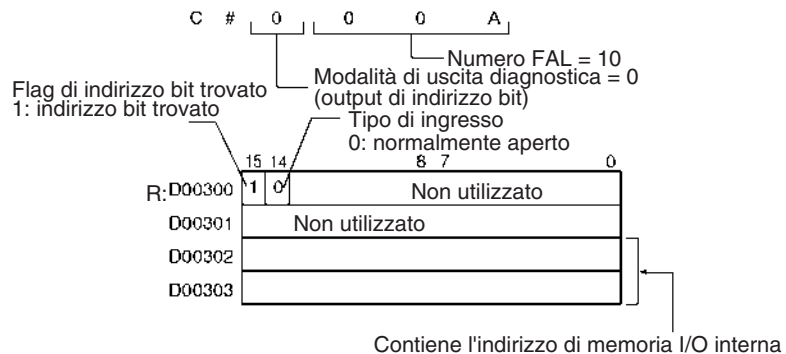 C # 0 0 0 A
Numero FAL = 10
Modalità di uscita diagnostica = 0
(output di indirizzo bit)
Flag di indirizzo bit trovato
1: indirizzo bit trovato
Tipo di ingresso
0: normalmente aperto
15 14 8 7 0
R: D00300 1 0 Non utilizzato
D00301 Non utilizzato
D00302
D00303
Contiene l'indirizzo di memoria I/O interna